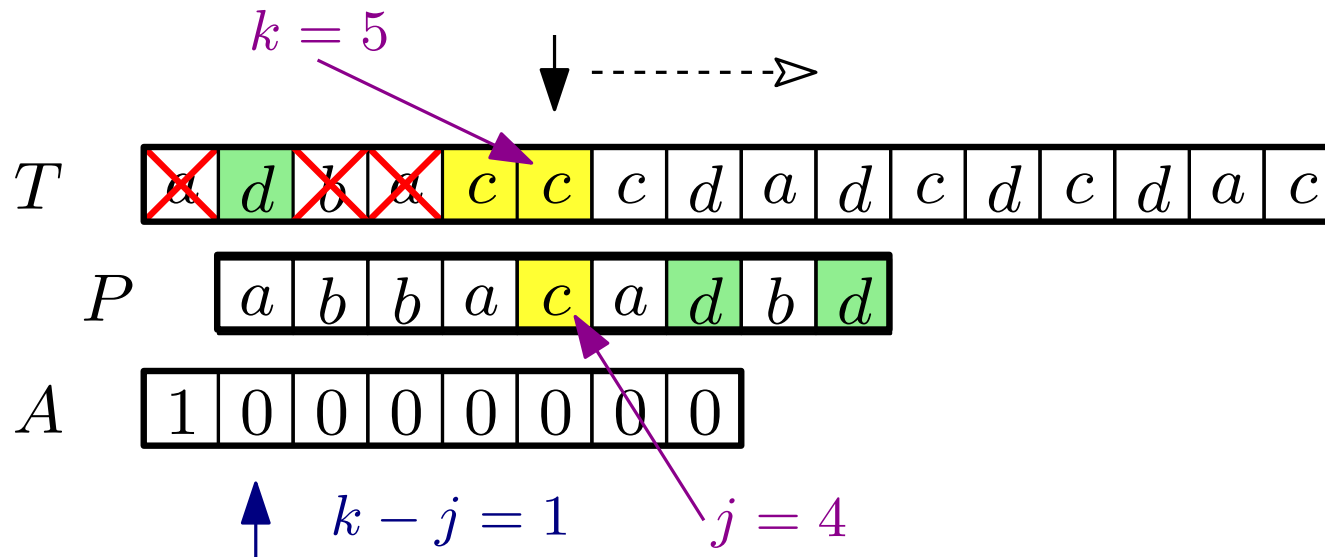 k = 5
T a d b a c c c d a d c d c d a c
P a b b a c a d b d
A 1 0 0 0 0 0 0 0
k − j = 1 j = 4